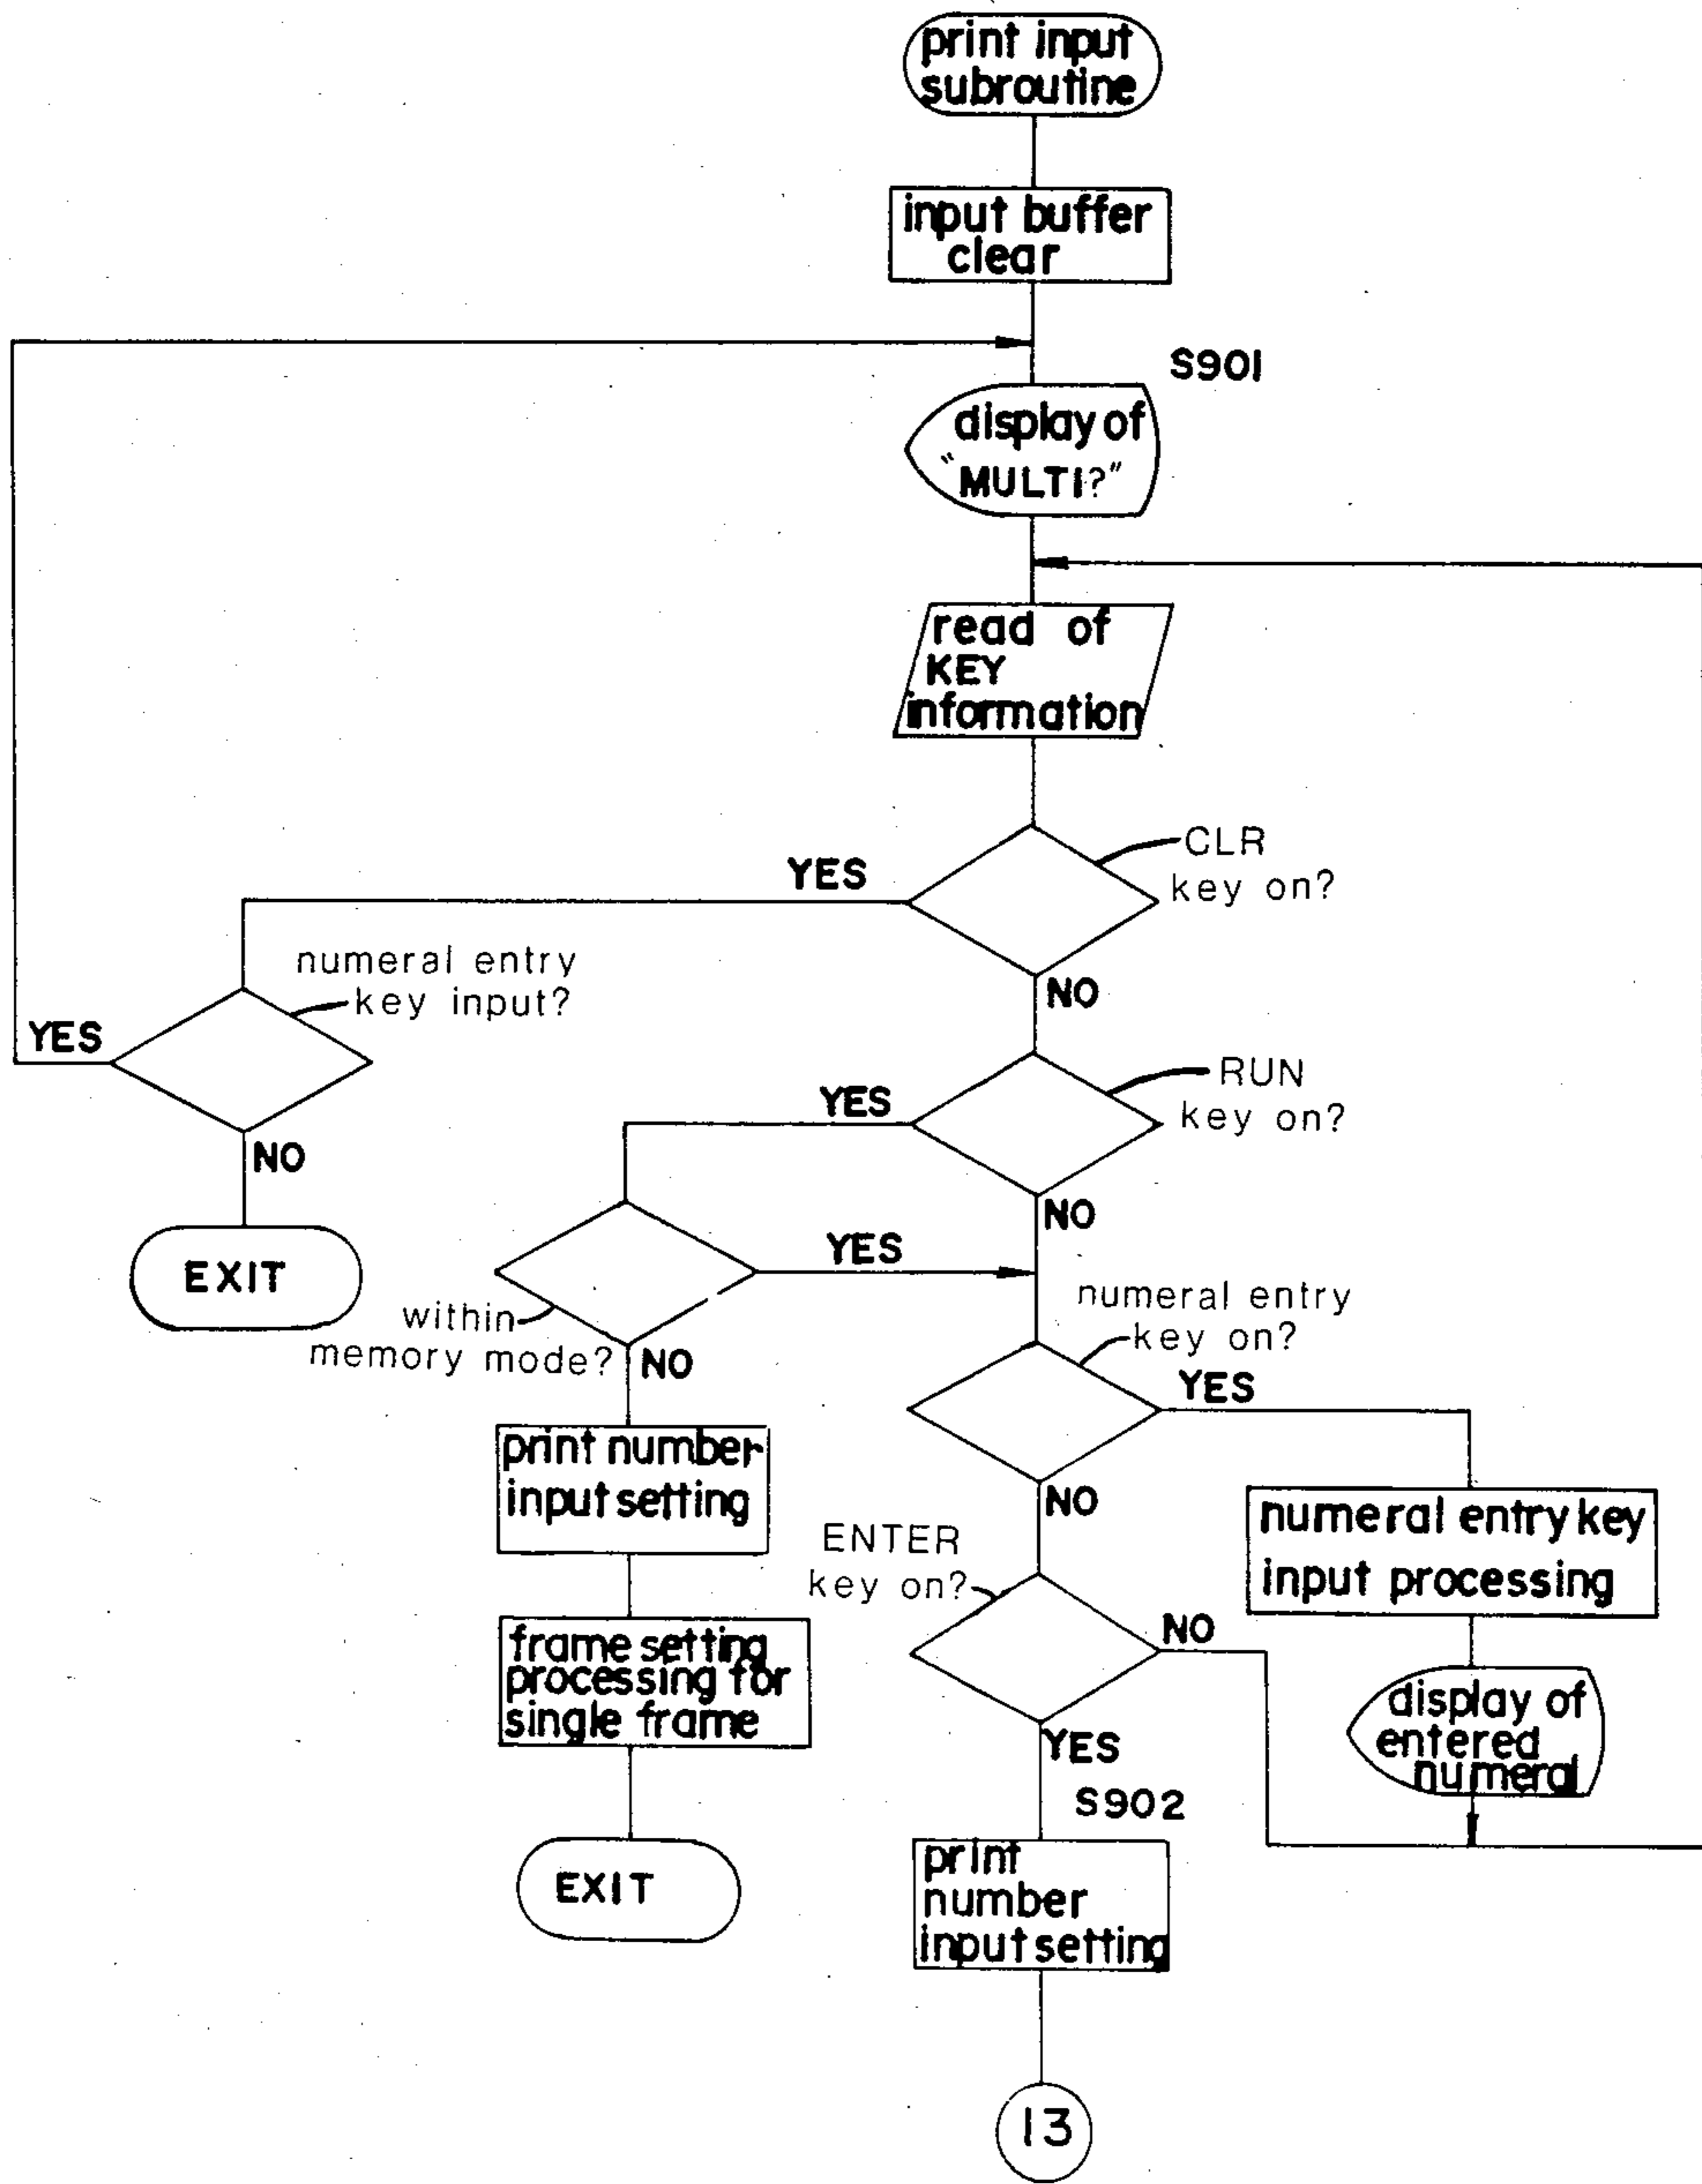 print input
subroutine
input buffer
clear
S901
display of
"MULTI?"
read of
KEY
information
CLR
key on?
YES
NO
numeral entry
key input?
YES
NO
EXIT
RUN
key on?
YES
NO
within
memory mode?
YES
NO
numeral entry
key on?
YES
NO
print number
input setting
numeral entry key
input processing
ENTER
key on?
NO
YES
frame setting
processing for
single frame
display of
entered
numeral
S902
EXIT
print
number
input setting
13